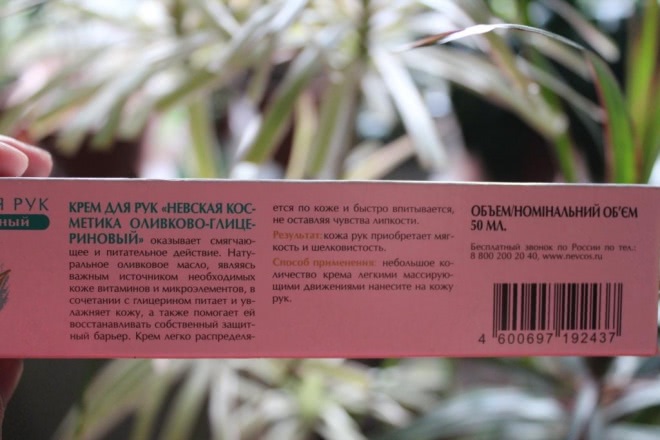 Я РУК
ный
КРЕМ ДЛЯ РУК «НЕВСКАЯ КОС-
МЕТИКА ОЛИВКОВО-ГЛИЦЕ-
РИНОВЫЙ» оказывает смягчаю-
щее и питательное действие. Нату-
ральное оливковое масло, являясь
важным источником необходимых
коже витаминов и микроэлементов, в
сочетании с глицерином питает и ув-
лажняет кожу, а также помогает ей
восстанавливать собственный защит-
ный барьер. Крем легко распределя-
ется по коже и быстро впитывается,
не оставляя чувства липкости.
Результат: кожа рук приобретает мяг-
кость и шелковистость.
Способ применения: небольшое ко-
личество крема легкими массирую-
щими движениями нанесите на кожу
рук.
ОБЪЕМ/НОМІНАЛЬНИЙ ОБ'ЄМ
50 МЛ.
Бесплатный звонок по России по тел.:
8 800 200 20 40, www.nevcos.ru
4 600697 192437